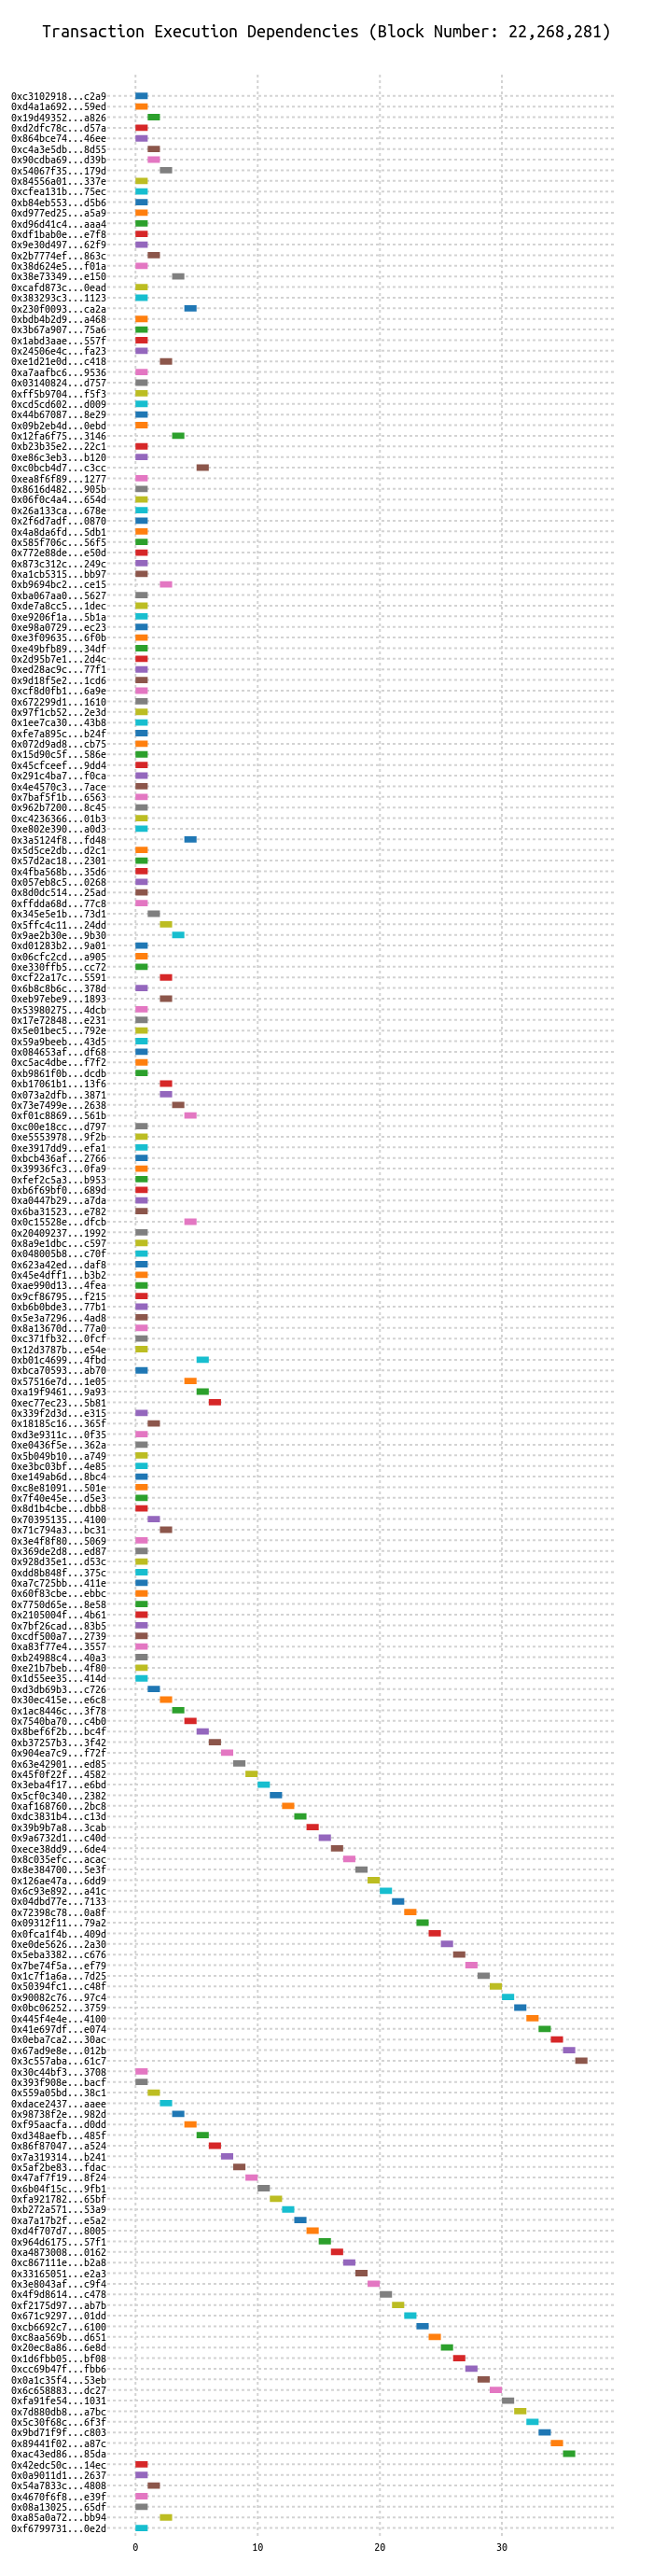 Transaction Execution Dependencies (Block Number: 22,268,281)
0xc3102918...c2a9
0xd4a1a692...59ed
0x19d49352...a826
0xd2dfc78c...d57a
0x864bce74...46ee
0xc4a3e5db...8d55
0x90cdba69...d39b
0x54067f35...179d
0x84556a01...337e
0xcfea131b...75ec
0xb84eb553...d5b6
0xd977ed25...a5a9
0xd96d41c4...aaa4
0xdf1bab0e...e7f8
0x9e30d497...62f9
0x2b7774ef...863c
0x38d624e5...f01a
0x38e73349...e150
0xcafd873c...0ead
0x383293c3...1123
0x230f0093...ca2a
0xbdb4b2d9...a468
0x3b67a907...75a6
0x1abd3aae...557f
0x24506e4c...fa23
0xe1d21e0d...c418
0xa7aafbc6...9536
0x03140824...d757
0xff5b9704...f5f3
0xcd5cd602...d009
0x44b67087...8e29
0x09b2eb4d...0ebd
0x12fa6f75...3146
0xb23b35e2...22c1
0xe86c3eb3...b120
0xc0bcb4d7...c3cc
0xea8f6f89...1277
0x8616d482...905b
0x06f0c4a4...654d
0x26a133ca...678e
0x2f6d7adf...0870
0x4a8da6fd...5db1
0x585f706c...56f5
0x772e88de...e50d
0x873c312c...249c
0xa1cb5315...bb97
0xb9694bc2...ce15
0xba067aa0...5627
0xde7a8cc5...1dec
0xe9206f1a...5b1a
0xe98a0729...ec23
0xe3f09635...6f0b
0xe49bfb89...34df
0x2d95b7e1...2d4c
0xed28ac9c...77f1
0x9d18f5e2...1cd6
0xcf8d0fb1...6a9e
0x672299d1...1610
0x97f1cb52...2e3d
0x1ee7ca30...43b8
0xfe7a895c...b24f
0x072d9ad8...cb75
0x15d90c5f...586e
0x45cfceef...9dd4
0x291c4ba7...f0ca
0x4e4570c3...7ace
0x7baf5f1b...6563
0x962b7200...8c45
0xc4236366...01b3
0xe802e390...a0d3
0x3a5124f8...fd48
0x5d5ce2db...d2c1
0x57d2ac18...2301
0x4fba568b...35d6
0x057eb8c5...0268
0x8d0dc514...25ad
0xffdda68d...77c8
0x345e5e1b...73d1
0x5ffc4c11...24dd
0x9ae2b30e...9b30
0xd01283b2...9a01
0x06cfc2cd...a905
0xe330ffb5...cc72
0xcf22a17c...5591
0x6b8c8b6c...378d
0xeb97ebe9...1893
0x53980275...4dcb
0x17e72848...e231
0x5e01bec5...792e
0x59a9beeb...43d5
0x084653af...df68
0xc5ac4dbe...f7f2
0xb9861f0b...dcdb
0xb17061b1...13f6
0x073a2dfb...3871
0x73e7499e...2638
0xf01c8869...561b
0xc00e18cc...d797
0xe5553978...9f2b
0xe3917dd9...efa1
0xbcb436af...2766
0x39936fc3...0fa9
0xfef2c5a3...b953
0xb6f69bf0...689d
0xa0447b29...a7da
0x6ba31523...e782
0x0c15528e...dfcb
0x20409237...1992
0x8a9e1dbc...c597
0x048005b8...c70f
0x623a42ed...daf8
0x45e4dff1...b3b2
0xae990d13...4fea
0x9cf86795...f215
0xb6b0bde3...77b1
0x5e3a7296...4ad8
0x8a13670d...77a0
0xc371fb32...0fcf
0x12d3787b...e54e
0xb01c4699...4fbd
0xbca70593...ab70
0x57516e7d...1e05
0xa19f9461...9a93
0xec77ec23...5b81
0x339f2d3d...e315
0x18185c16...365f
0xd3e9311c...0f35
0xe0436f5e...362a
0x5b049b10...a749
0xe3bc03bf...4e85
0xe149ab6d...8bc4
0xc8e81091...501e
0x7f40e45e...d5e3
0x8d1b4cbe...dbb8
0x70395135...4100
0x71c794a3...bc31
0x3e4f8f80...5069
0x369de2d8...ed87
0x928d35e1...d53c
0xdd8b848f...375c
0xa7c725bb...411e
0x60f83cbe...ebbc
0x7750d65e...8e58
0x2105004f...4b61
0x7bf26cad...83b5
0xcdf500a7...2739
0xa83f77e4...3557
0xb24988c4...40a3
0xe21b7beb...4f80
0x1d55ee35...414d
0xd3db69b3...c726
0x30ec415e...e6c8
0x1ac8446c...3f78
0x7540ba70...c4b0
0x8bef6f2b...bc4f
0xb37257b3...3f42
0x904ea7c9...f72f
0x63e42901...ed85
0x45f0f22f...4582
0x3eba4f17...e6bd
0x5cf0c340...2382
0xaf168760...2bc8
0xdc3831b4...c13d
0x39b9b7a8...3cab
0x9a6732d1...c40d
0xece38dd9...6de4
0x8c035efc...acac
0x8e384700...5e3f
0x126ae47a...6dd9
0x6c93e892...a41c
0x04dbd77e...7133
0x72398c78...0a8f
0x09312f11...79a2
0x0fca1f4b...409d
0xe0de5626...2a30
0x5eba3382...c676
0x7be74f5a...ef79
0x1c7f1a6a...7d25
0x50394fc1...c48f
0x90082c76...97c4
0x0bc06252...3759
0x445f4e4e...4100
0x41e697df...e074
0x0eba7ca2...30ac
0x67ad9e8e...012b
0x3c557aba...61c7
0x30c44bf3...3708
0x393f908e...bacf
0x559a05bd...38c1
0xdace2437...aaee
0x98738f2e...982d
0xf95aacfa...d0dd
0xd348aefb...485f
0x86f87047...a524
0x7a319314...b241
0x5af2be83...fdac
0x47af7f19...8f24
0x6b04f15c...9fb1
0xfa921782...65bf
0xb272a571...53a9
0xa7a17b2f...e5a2
0xd4f707d7...8005
0x964d6175...57f1
0xa4873008...0162
0xc867111e...b2a8
0x33165051...e2a3
0x3e8043af...c9f4
0x4f9d8614...c478
0xf2175d97...ab7b
0x671c9297...01dd
0xcb6692c7...6100
0xc8aa569b...d651
0x20ec8a86...6e8d
0x1d6fbb05...bf08
0xcc69b47f...fbb6
0x0a1c35f4...53eb
0x6c658883...dc27
0xfa91fe54...1031
0x7d880db8...a7bc
0x5c30f68c...6f3f
0x9bd71f9f...c803
0x89441f02...a87c
0xac43ed86...85da
0x42edc50c...14ec
0x0a9011d1...2637
0x54a7833c...4808
0x4670f6f8...e39f
0x08a13025...65df
0xa85a0a72...bb94
0xf6799731...0e2d
0 10 20 30